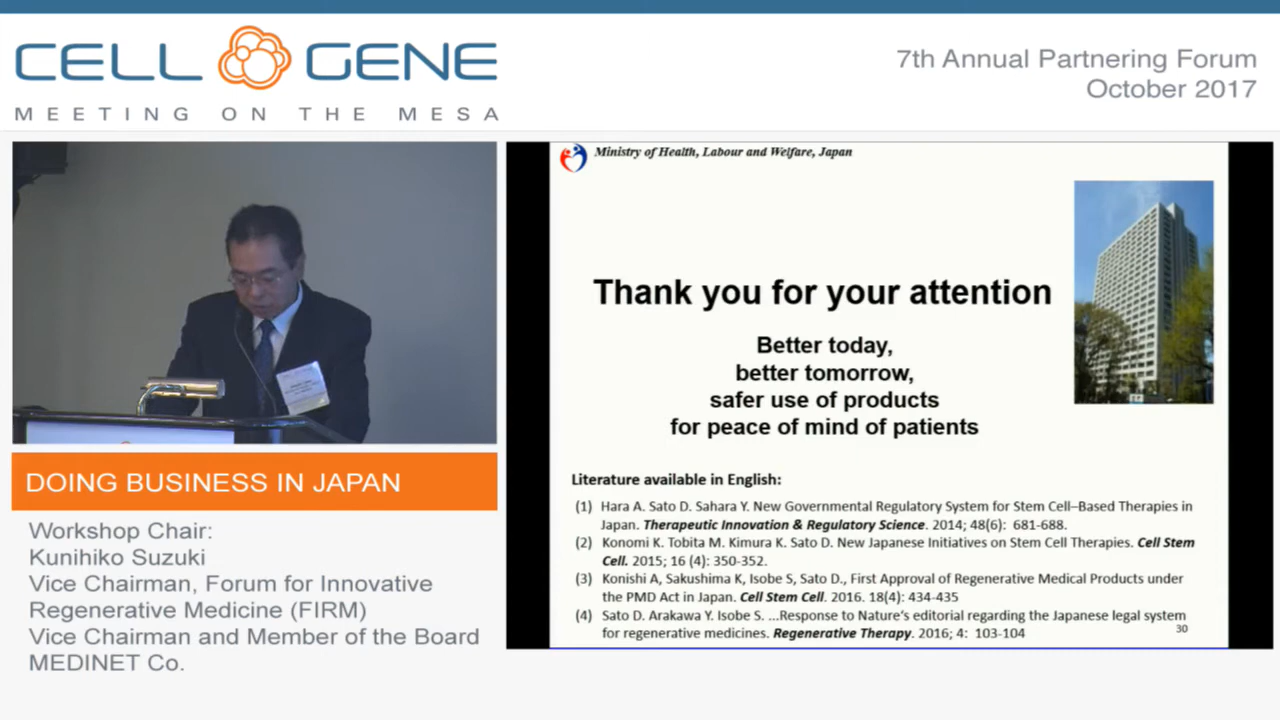 CELL GENE
MEETING ON THE MESA
7th Annual Partnering Forum
October 2017
Ministry of Health, Labour and Welfare, Japan
Thank you for your attention
Better today,
better tomorrow,
safer use of products
for peace of mind of patients
Literature available in English:
(1) Hara A. Sato D. Sahara Y. New Governmental Regulatory System for Stem Cell–Based Therapies in
Japan. Therapeutic Innovation & Regulatory Science. 2014; 48(6): 681-688.
(2) Konomi K. Tobita M. Kimura K. Sato D. New Japanese Initiatives on Stem Cell Therapies. Cell Stem
Cell. 2015; 16 (4): 350-352.
(3) Konishi A, Sakushima K, Isobe S, Sato D., First Approval of Regenerative Medical Products under
the PMD Act in Japan. Cell Stem Cell. 2016. 18(4): 434-435
(4) Sato D. Arakawa Y. Isobe S. ...Response to Nature's editorial regarding the Japanese legal system
for regenerative medicines. Regenerative Therapy. 2016; 4: 103-104
30
DOING BUSINESS IN JAPAN
Workshop Chair:
Kunihiko Suzuki
Vice Chairman, Forum for Innovative
Regenerative Medicine (FIRM)
Vice Chairman and Member of the Board
MEDINET Co.